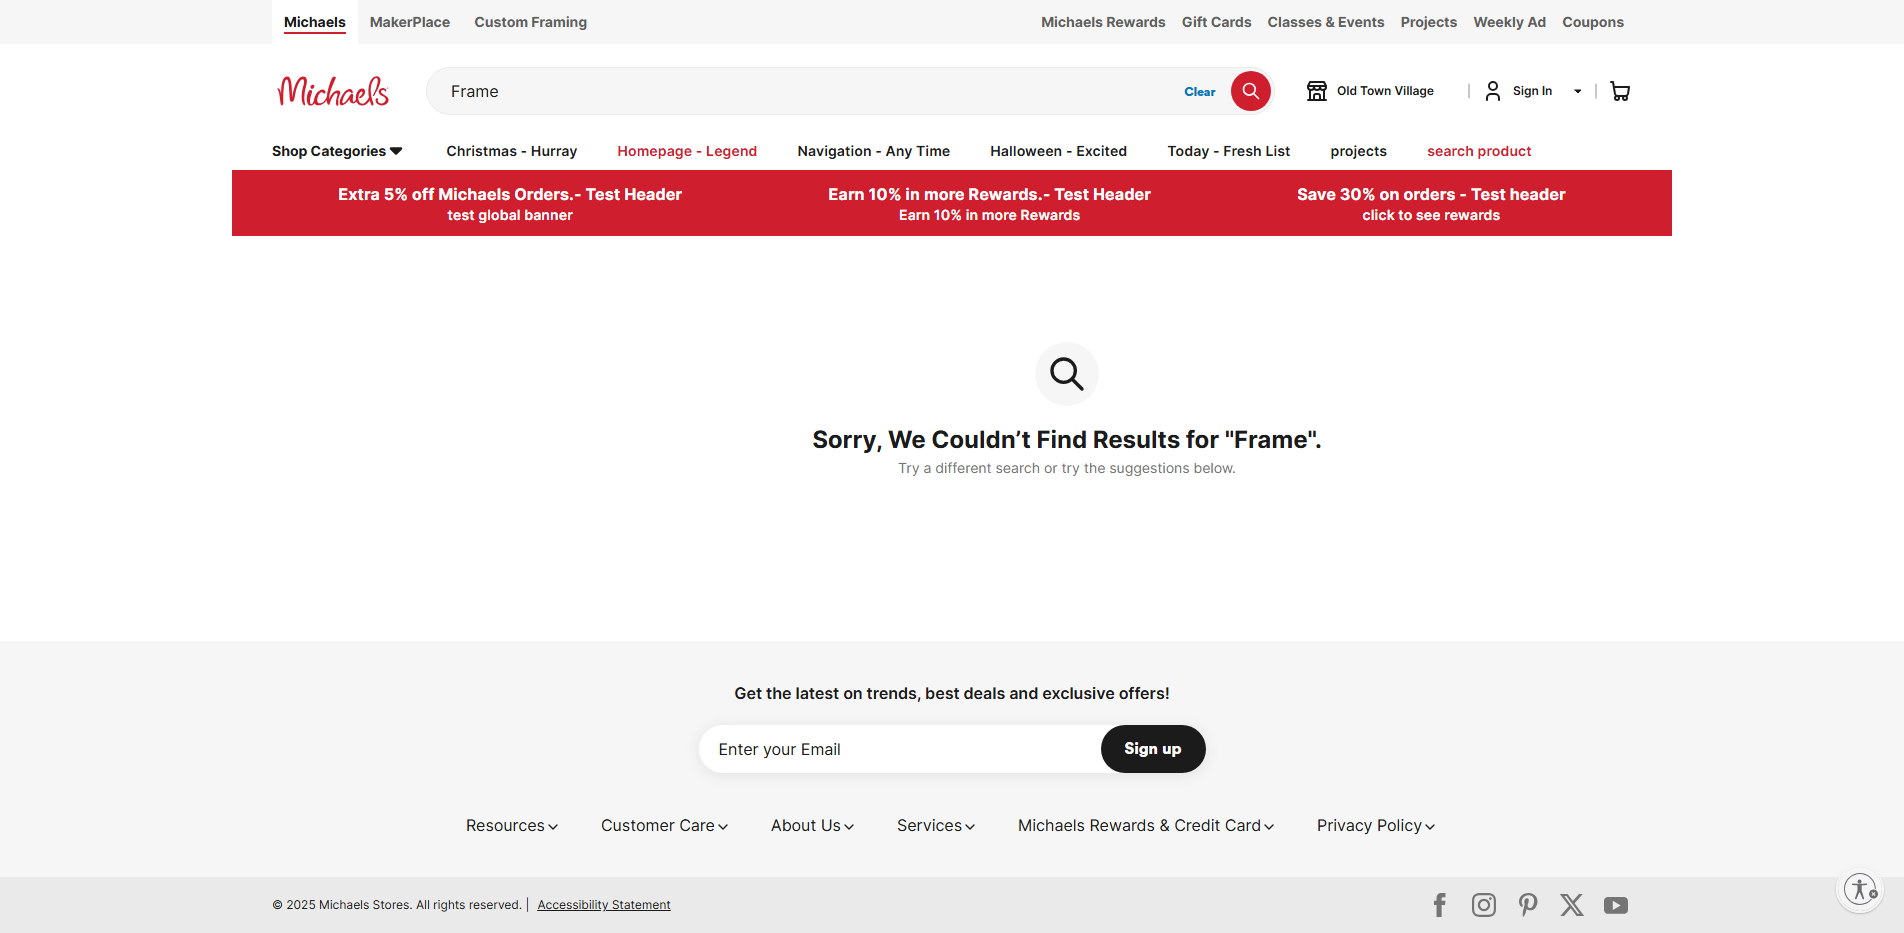 Michaels MakerPlace Custom Framing Michaels Rewards Gift Cards Classes & Events Projects Weekly Ad Coupons
Michaels Frame Clear Old Town Village | Sign In |
Shop Categories Christmas - Hurray Homepage - Legend Navigation - Any Time Halloween - Excited Today - Fresh List projects search product
Extra 5% off Michaels Orders.- Test Header Earn 10% in more Rewards.- Test Header Save 30% on orders - Test header
test global banner Earn 10% in more Rewards click to see rewards
Sorry, We Couldn’t Find Results for "Frame".
Try a different search or try the suggestions below.
Get the latest on trends, best deals and exclusive offers!
Enter your Email Sign up
Resources Customer Care About Us Services Michaels Rewards & Credit Card Privacy Policy
© 2025 Michaels Stores. All rights reserved. | Accessibility Statement